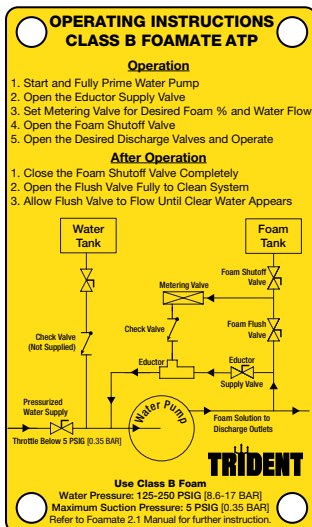 OPERATING INSTRUCTIONS
CLASS B FOAMATE ATP
Operation
1. Start and Fully Prime Water Pump
2. Open the Eductor Supply Valve
3. Set Metering Valve for Desired Foam % and Water Flow
4. Open the Foam Shutoff Valve
5. Open the Desired Discharge Valves and Operate
After Operation
1. Close the Foam Shutoff Valve Completely
2. Open the Flush Valve Fully to Clean System
3. Allow Flush Valve to Flow Until Clear Water Appears
Water
Tank
Foam
Tank
Foam Shutoff
Valve
Metering Valve
Check Valve
(Not Supplied)
Check Valve
Foam Flush
Valve
Eductor
Eductor
Supply Valve
Pressurized
Water Supply
Throttle Below 5 PSIG [0.35 BAR]
Water Pump
Foam Solution to
Discharge Outlets
TRIDENT
Use Class B Foam
Water Pressure: 125-250 PSIG [8.6-17 BAR]
Maximum Suction Pressure: 5 PSIG [0.35 BAR]
Refer to Foamate 2.1 Manual for further instruction.